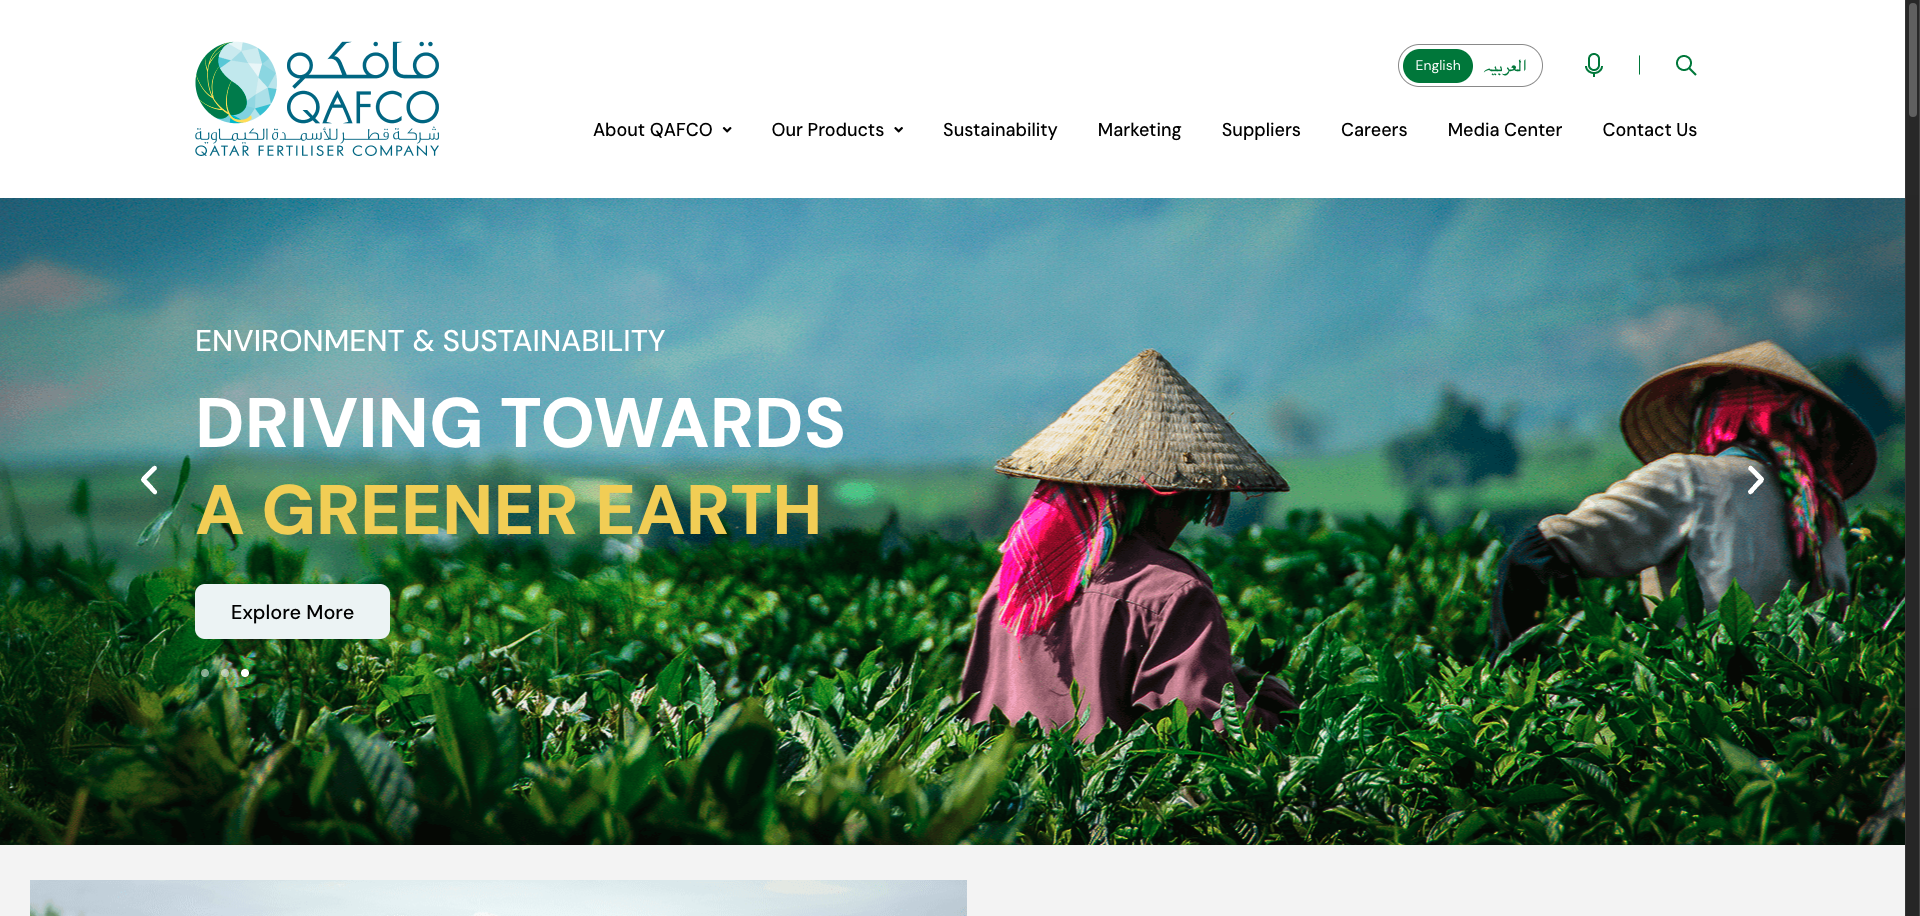 قافكو
QAFCO
شركة قطر للأسمدة الكيماوية
QATAR FERTILISER COMPANY
English
العربية
About QAFCO
Our Products
Sustainability
Marketing
Suppliers
Careers
Media Center
Contact Us
ENVIRONMENT & SUSTAINABILITY
DRIVING TOWARDS
A GREENER EARTH
Explore More